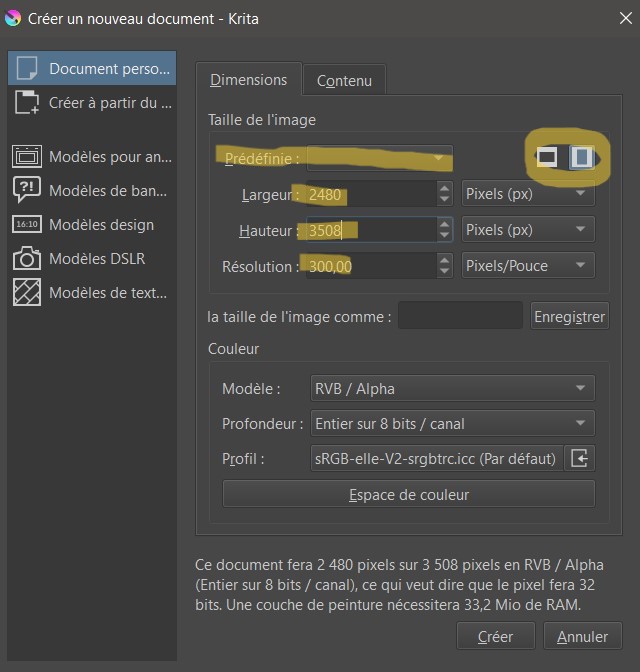 Créer un nouveau document - Krita
Document perso...
Créer à partir du ...
Modèles pour an...
?!
Modèles de ban...
16:10
Modèles design
Modèles DSLR
Modèles de text...
Dimensions
Contenu
Taille de l'image
Prédéfinie :
Largeur : 2480 Pixels (px)
Hauteur : 3508 Pixels (px)
Résolution : 300,00 Pixels/Pouce
la taille de l'image comme : Enregistrer
Couleur
Modèle : RVB / Alpha
Profondeur : Entier sur 8 bits / canal
Profil : sRGB-elle-V2-srgbtrc.icc (Par défaut)
Espace de couleur
Ce document fera 2 480 pixels sur 3 508 pixels en RVB / Alpha
(Entier sur 8 bits / canal), ce qui veut dire que le pixel fera 32
bits. Une couche de peinture nécessitera 33,2 Mio de RAM.
Créer Annuler